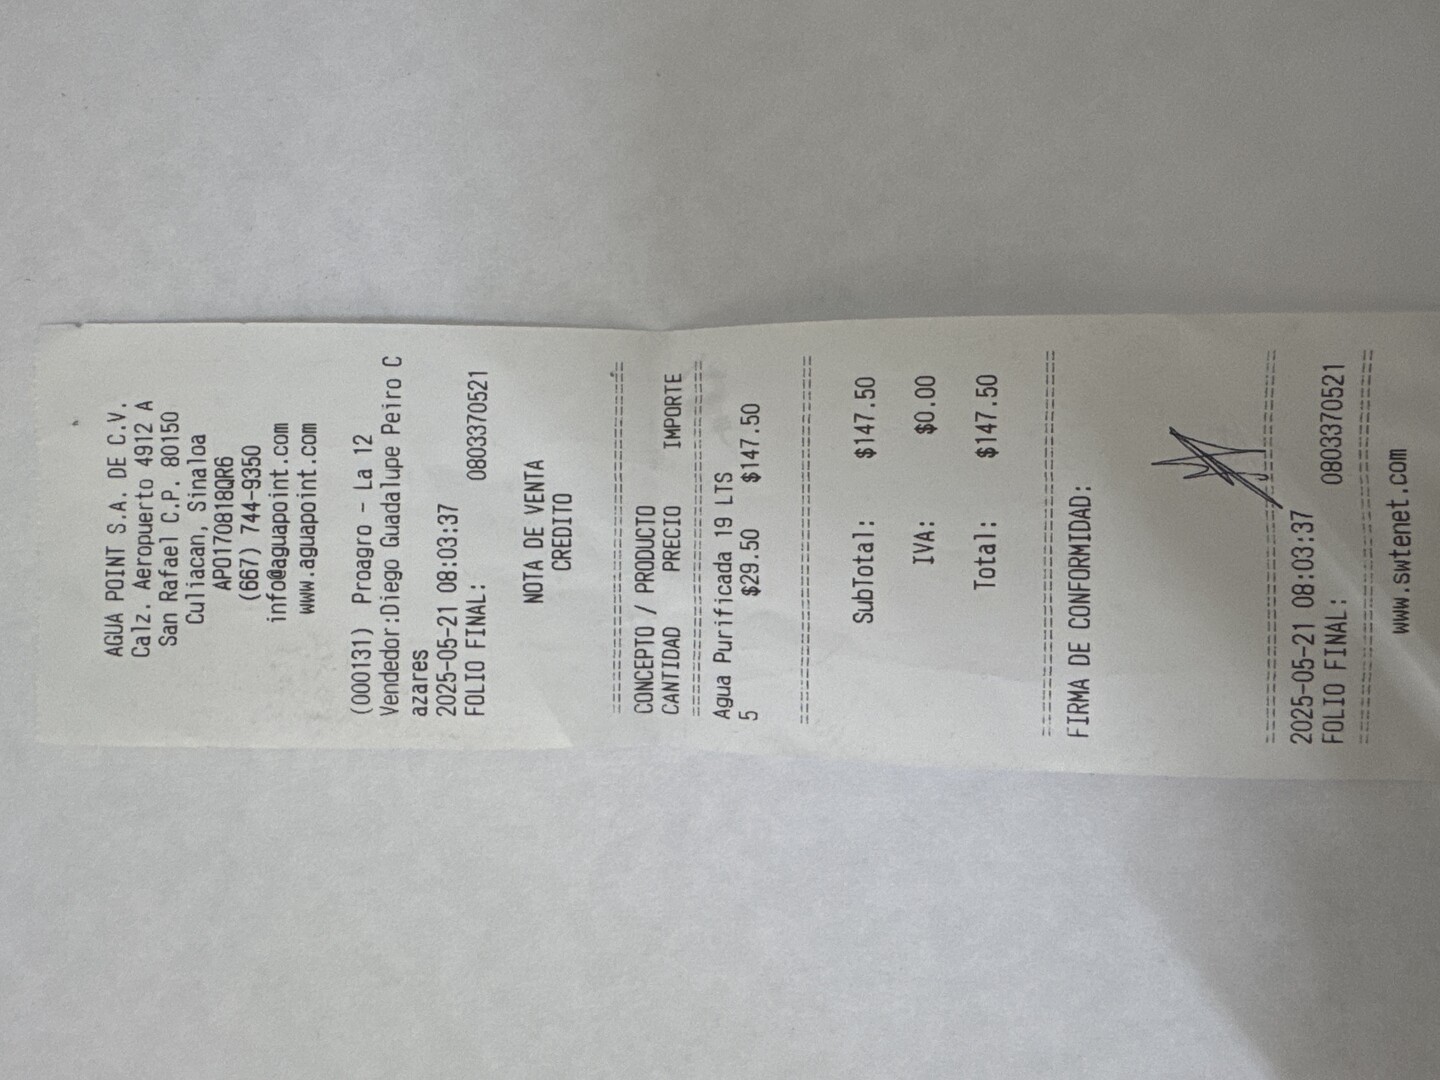 AGUA POINT S.A. DE C.V.
Calz. Aeropuerto 4912 A
San Rafael C.P. 80150
Culiacan, Sinaloa
APO170818QR6
(667) 744-9350
info@aguapoint.com
www.aguapoint.com
(000131) Proagro - La 12
Vendedor:Diego Guadalupe Peiro C
azares
2025-05-21 08:03:37
FOLIO FINAL: 0803370521
NOTA DE VENTA
CREDITO
================================
CONCEPTO / PRODUCTO
CANTIDAD PRECIO IMPORTE
================================
Agua Purificada 19 LTS
5 $29.50 $147.50
================================
SubTotal: $147.50
IVA: $0.00
Total: $147.50
================================
FIRMA DE CONFORMIDAD:
================================
2025-05-21 08:03:37
FOLIO FINAL: 0803370521
================================
www.swtenet.com